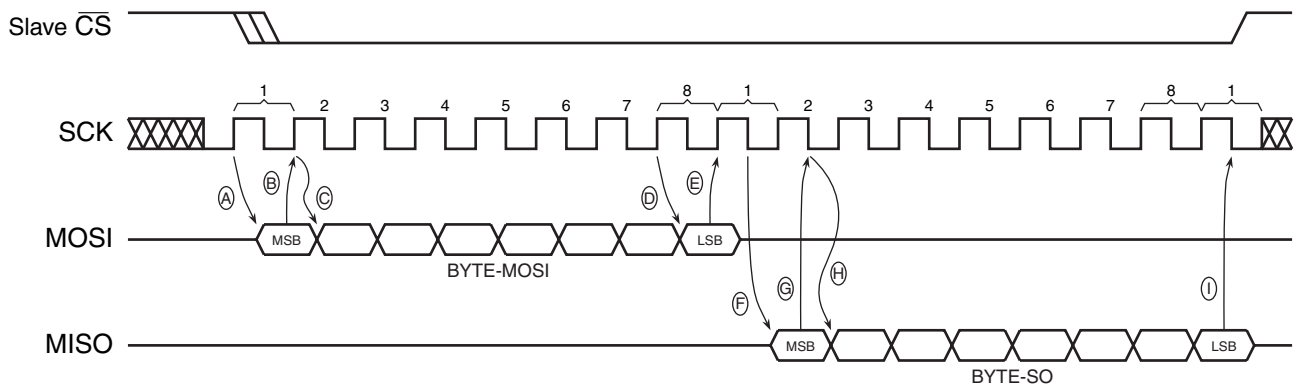 Slave CS
1 2 3 4 5 6 7 8 1 2 3 4 5 6 7 8 1
SCK
A B C D E
MOSI MSB LSB
BYTE-MOSI
F G H I
MISO MSB LSB
BYTE-SO